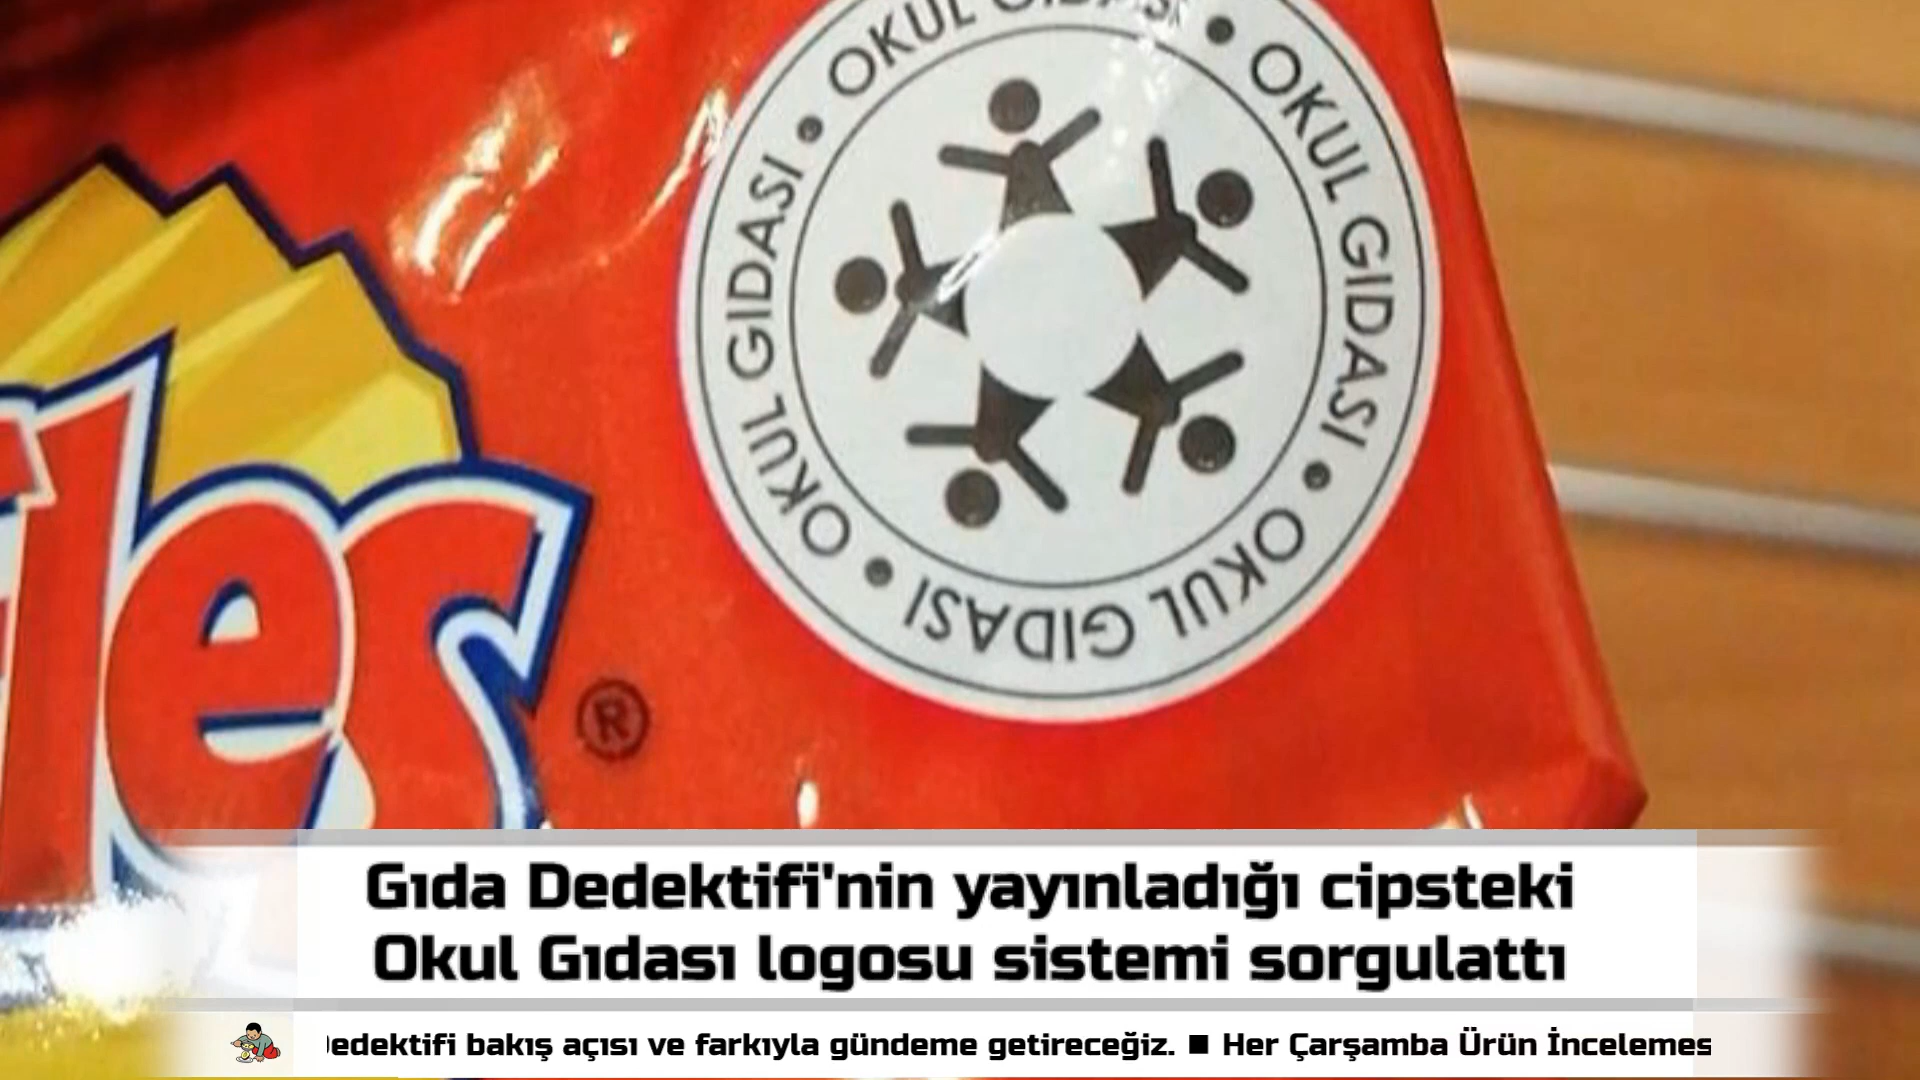 OKUL GIDASI • OKUL GIDASI • OKUL GIDASI • OKUL GIDASI •
les
®
Gıda Dedektifi'nin yayınladığı cipsteki
Okul Gıdası logosu sistemi sorgulattı
edektifi bakış açısı ve farkıyla gündeme getireceğiz. ■ Her Çarşamba Ürün İncelemes